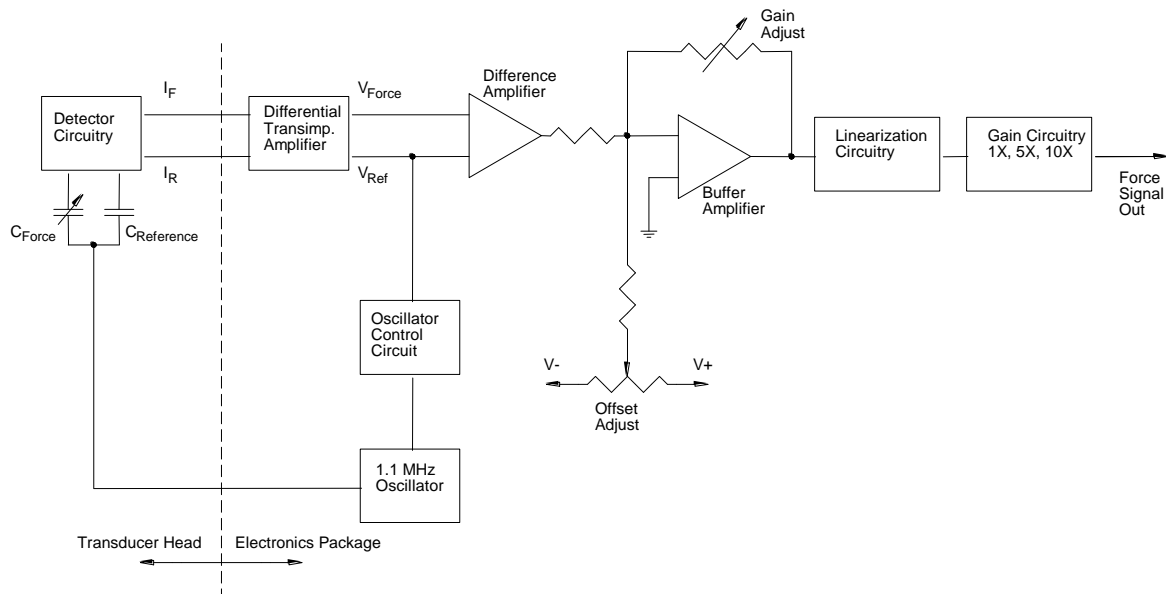 Gain
Adjust
Difference
Amplifier
I_F
V_Force
Detector
Circuitry
Differential
Transimp.
Amplifier
Linearization
Circuitry
Gain Circuitry
1X, 5X, 10X
I_R
V_Ref
Buffer
Amplifier
Force
Signal
Out
C_Force
C_Reference
Oscillator
Control
Circuit
V-
V+
Offset
Adjust
1.1 MHz
Oscillator
Transducer Head
Electronics Package